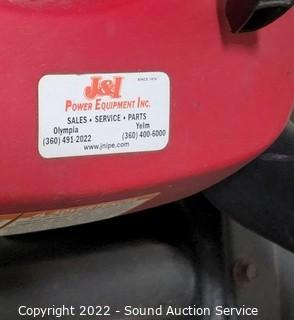 SINCE 1976
J&I
POWER EQUIPMENT INC.
SALES • SERVICE • PARTS
Olympia Yelm
(360) 491-2022 (360) 400-6000
www.jnipe.com
Copyright 2022 - Sound Auction Service